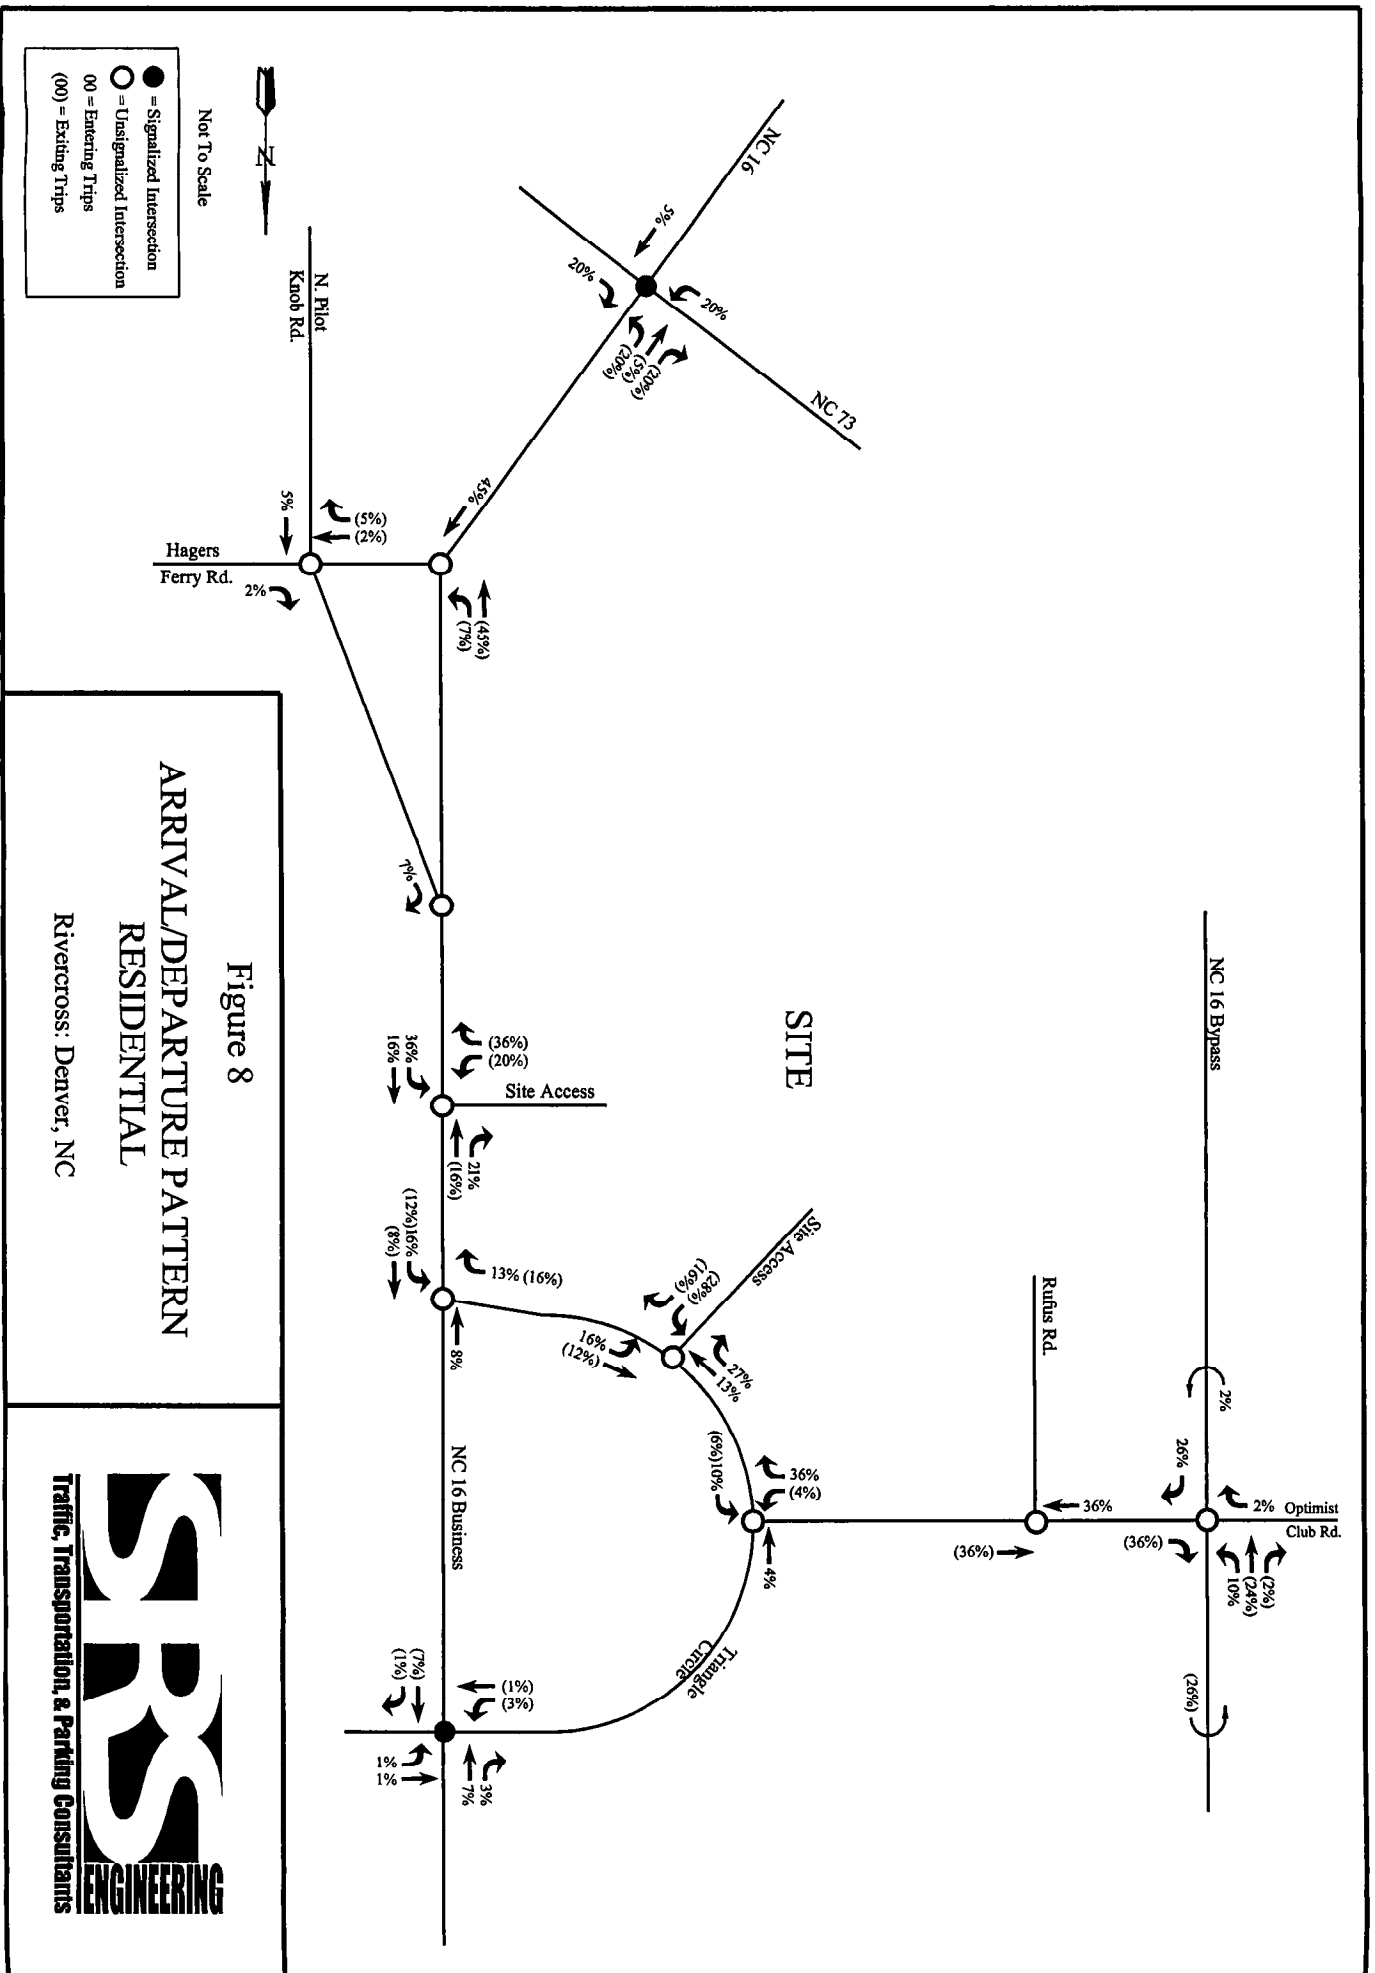 NC 16
5%
20%
20%
(20%)
(5%)
(20%)
NC 73
Not To Scale
N
= Signalized Intersection
= Unsignalized Intersection
00 = Entering Trips
(00) = Exiting Trips
N. Pilot
Knob Rd.
45%
5%
(5%)
(2%)
Hagers
Ferry Rd.
2%
(45%)
(7%)
7%
SITE
NC 16 Bypass
(36%)
(20%)
36%
16%
Site Access
21%
(16%)
(12%)16%
(8%)
13% (16%)
8%
Site Access
(28%)
(16%)
16%
(12%)
27%
13%
Rufus Rd.
2%
26%
2%
Optimist
Club Rd.
(36%)
(2%)
(24%)
10%
36%
(36%)
36%
(4%)
(6%)10%
4%
(26%)
NC 16 Business
Triangle
Circle
(7%)
(1%)
(1%)
(3%)
1%
1%
3%
7%
Figure 8
ARRIVAL/DEPARTURE PATTERN
RESIDENTIAL
Rivercross: Denver, NC
SRS
ENGINEERING
Traffic, Transportation, & Parking Consultants